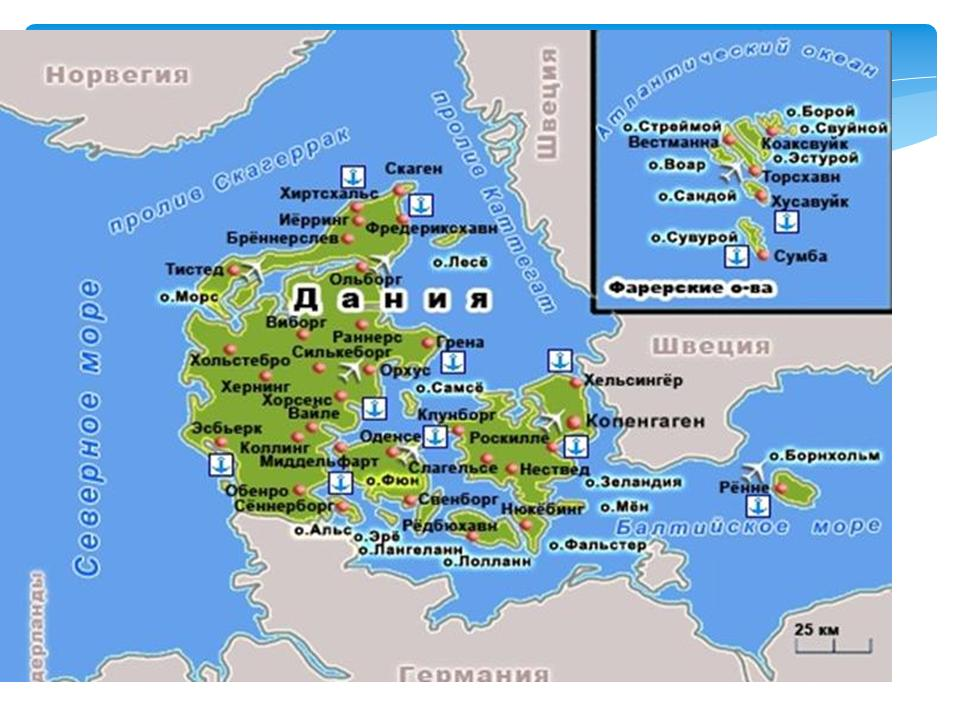 Норвегия
Швеция
Атлантический океан
пролив Каттегат
пролив Скагеррак
о.Борой
о.Строймой
о.Свуйной
Вестманна
Коаксвуйк
о.Эстурой
о.Воар
Торсхавн
о.Сандой
Хусавуйк
о.Сувурой
Сумба
Фарерские о-ва
Скаген
Хиртсхальс
Иёрринг
Фредериксхавн
Брённерслев
о.Лесё
Тистед
Ольборг
о.Морс
Дания
Северное море
Виборг
Раннерс
Грена
Хольстебро
Силькеборг
Орхус
Швеция
Хернинг
о.Самсё
Хельсингёр
Хорсенс
Вайле
Клунборг
Копенгаген
Эсбьерк
Оденсе
Роскилле
Коллинг
Миддельфарт
Слагельсе
Нествед
о.Борнхольм
о.Фюн
о.Зеландия
Рённе
Обенро
Свенборг
Сённерборг
Нюкёбинг
о.Мён
Рёдбюхавн
Балтийское море
о.Альс
о.Эрё
о.Лангеланн
о.Фальстер
о.Лолланн
дерланды
Германия
25 км